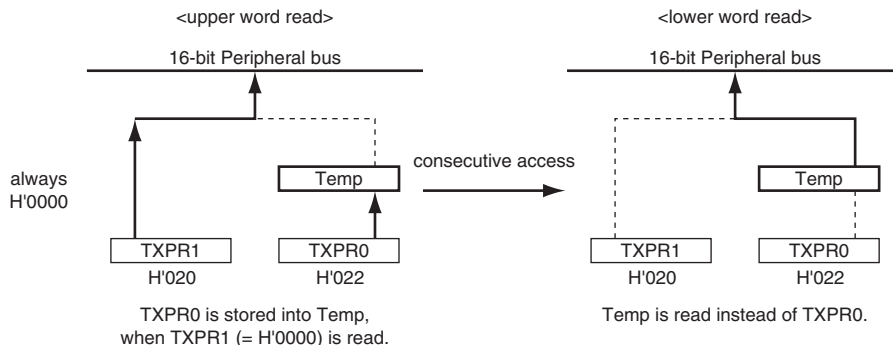 <upper word read>
16-bit Peripheral bus
always
H'0000
Temp
TXPR1
TXPR0
H'020
H'022
TXPR0 is stored into Temp,
when TXPR1 (= H'0000) is read.
consecutive access
<lower word read>
16-bit Peripheral bus
Temp
TXPR1
TXPR0
H'020
H'022
Temp is read instead of TXPR0.